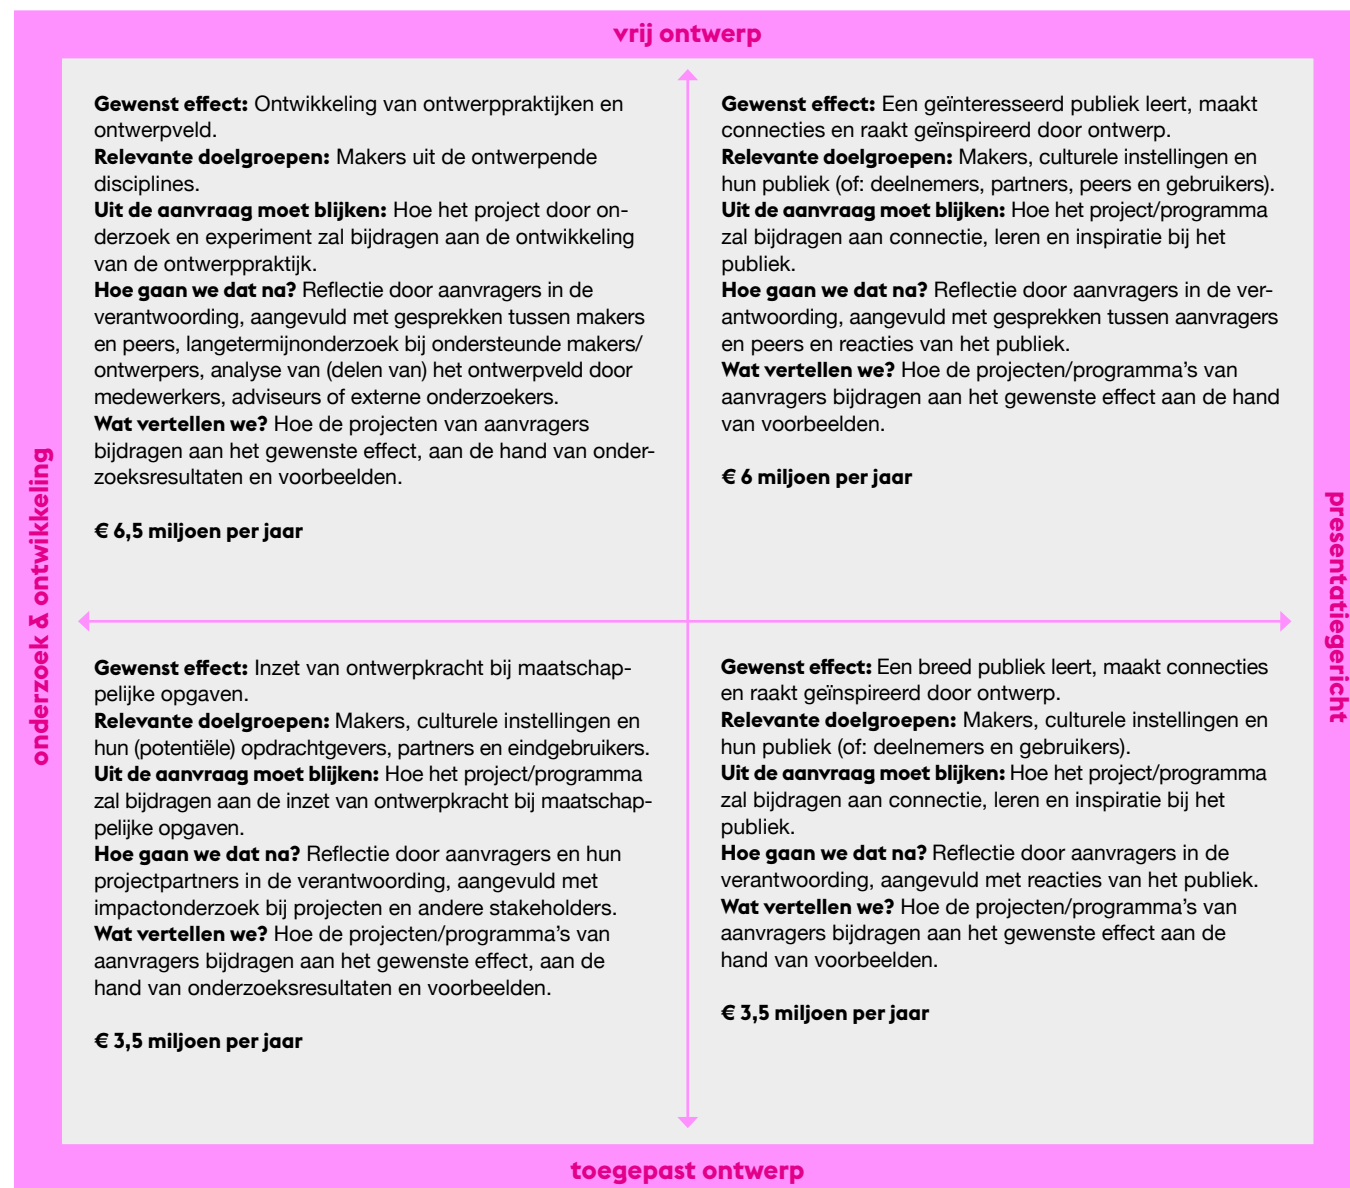 vrij ontwerp
Gewenst effect: Ontwikkeling van ontwerppraktijken en
ontwerpveld.
Relevante doelgroepen: Makers uit de ontwerpende
disciplines.
Uit de aanvraag moet blijken: Hoe het project door on-
derzoek en experiment zal bijdragen aan de ontwikkeling
van de ontwerppraktijk.
Hoe gaan we dat na? Reflectie door aanvragers in de
verantwoording, aangevuld met gesprekken tussen makers
en peers, langetermijnonderzoek bij ondersteunde makers/
ontwerpers, analyse van (delen van) het ontwerpveld door
medewerkers, adviseurs of externe onderzoekers.
Wat vertellen we? Hoe de projecten van aanvragers
bijdragen aan het gewenste effect, aan de hand van onder-
zoeksresultaten en voorbeelden.
€ 6,5 miljoen per jaar
Gewenst effect: Een geïnteresseerd publiek leert, maakt
connecties en raakt geïnspireerd door ontwerp.
Relevante doelgroepen: Makers, culturele instellingen en
hun publiek (of: deelnemers, partners, peers en gebruikers).
Uit de aanvraag moet blijken: Hoe het project/programma
zal bijdragen aan connectie, leren en inspiratie bij het
publiek.
Hoe gaan we dat na? Reflectie door aanvragers in de ver-
antwoording, aangevuld met gesprekken tussen aanvragers
en peers en reacties van het publiek.
Wat vertellen we? Hoe de projecten/programma's van
aanvragers bijdragen aan het gewenste effect aan de hand
van voorbeelden.
€ 6 miljoen per jaar
onderzoek & ontwikkeling
presentatiegericht
Gewenst effect: Inzet van ontwerpkracht bij maatschap-
pelijke opgaven.
Relevante doelgroepen: Makers, culturele instellingen en
hun (potentiële) opdrachtgevers, partners en eindgebruikers.
Uit de aanvraag moet blijken: Hoe het project/programma
zal bijdragen aan de inzet van ontwerpkracht bij maatschap-
pelijke opgaven.
Hoe gaan we dat na? Reflectie door aanvragers en hun
projectpartners in de verantwoording, aangevuld met
impactonderzoek bij projecten en andere stakeholders.
Wat vertellen we? Hoe de projecten/programma's van
aanvragers bijdragen aan het gewenste effect, aan de
hand van onderzoeksresultaten en voorbeelden.
€ 3,5 miljoen per jaar
Gewenst effect: Een breed publiek leert, maakt connecties
en raakt geïnspireerd door ontwerp.
Relevante doelgroepen: Makers, culturele instellingen en
hun publiek (of: deelnemers en gebruikers).
Uit de aanvraag moet blijken: Hoe het project/programma
zal bijdragen aan connectie, leren en inspiratie bij het
publiek.
Hoe gaan we dat na? Reflectie door aanvragers in de
verantwoording, aangevuld met reacties van het publiek.
Wat vertellen we? Hoe de projecten/programma's van
aanvragers bijdragen aan het gewenste effect aan de
hand van voorbeelden.
€ 3,5 miljoen per jaar
toegepast ontwerp